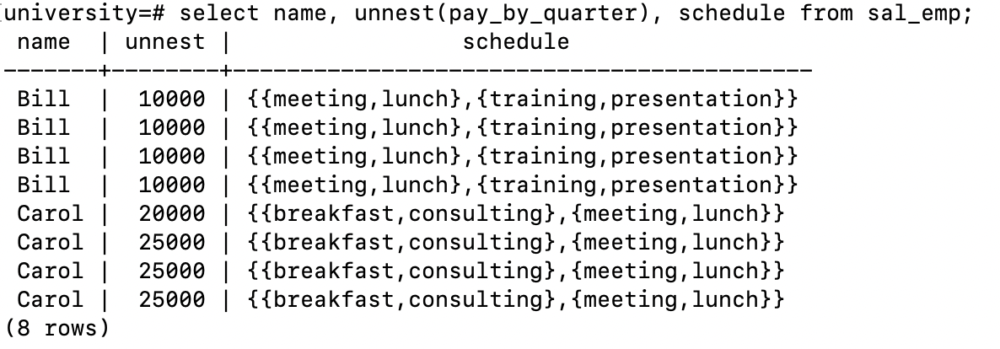 university=# select name, unnest(pay_by_quarter), schedule from sal_emp;
 name  | unnest |                  schedule
-------+--------+-------------------------------------------
 Bill  |  10000 | {{meeting,lunch},{training,presentation}}
 Bill  |  10000 | {{meeting,lunch},{training,presentation}}
 Bill  |  10000 | {{meeting,lunch},{training,presentation}}
 Bill  |  10000 | {{meeting,lunch},{training,presentation}}
 Carol |  20000 | {{breakfast,consulting},{meeting,lunch}}
 Carol |  25000 | {{breakfast,consulting},{meeting,lunch}}
 Carol |  25000 | {{breakfast,consulting},{meeting,lunch}}
 Carol |  25000 | {{breakfast,consulting},{meeting,lunch}}
(8 rows)